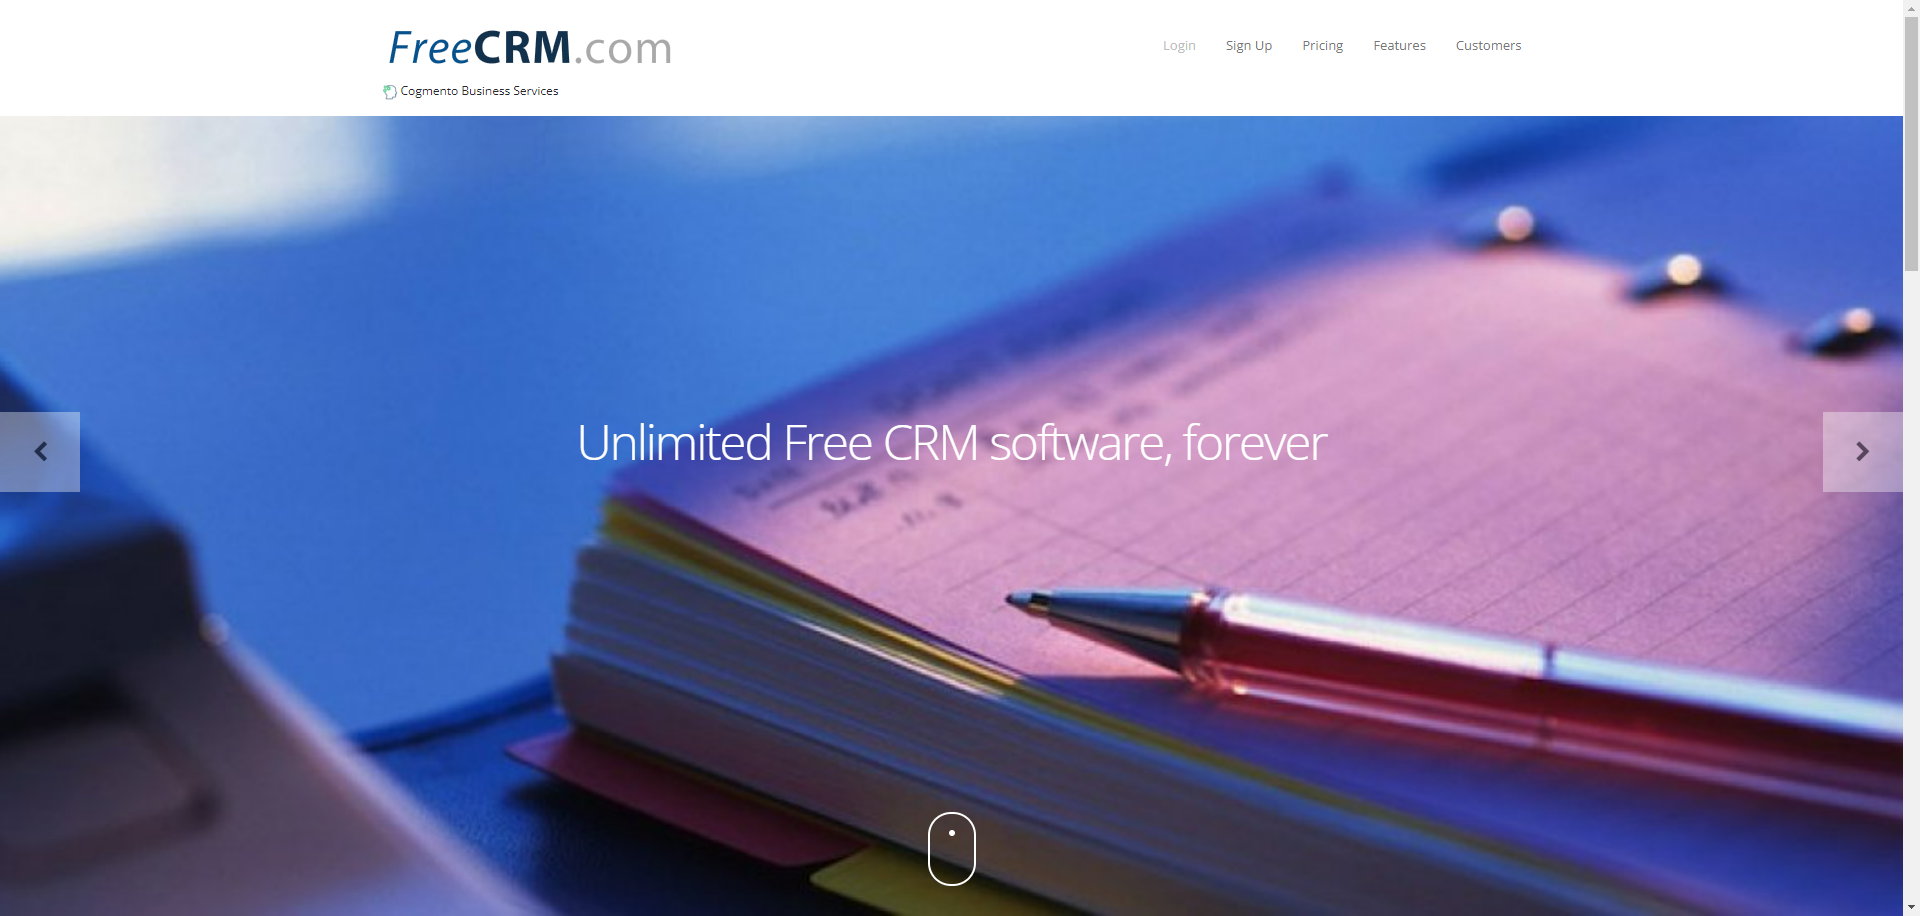 FreeCRM.com
Login Sign Up Pricing Features Customers
Cogmento Business Services
Unlimited Free CRM software, forever